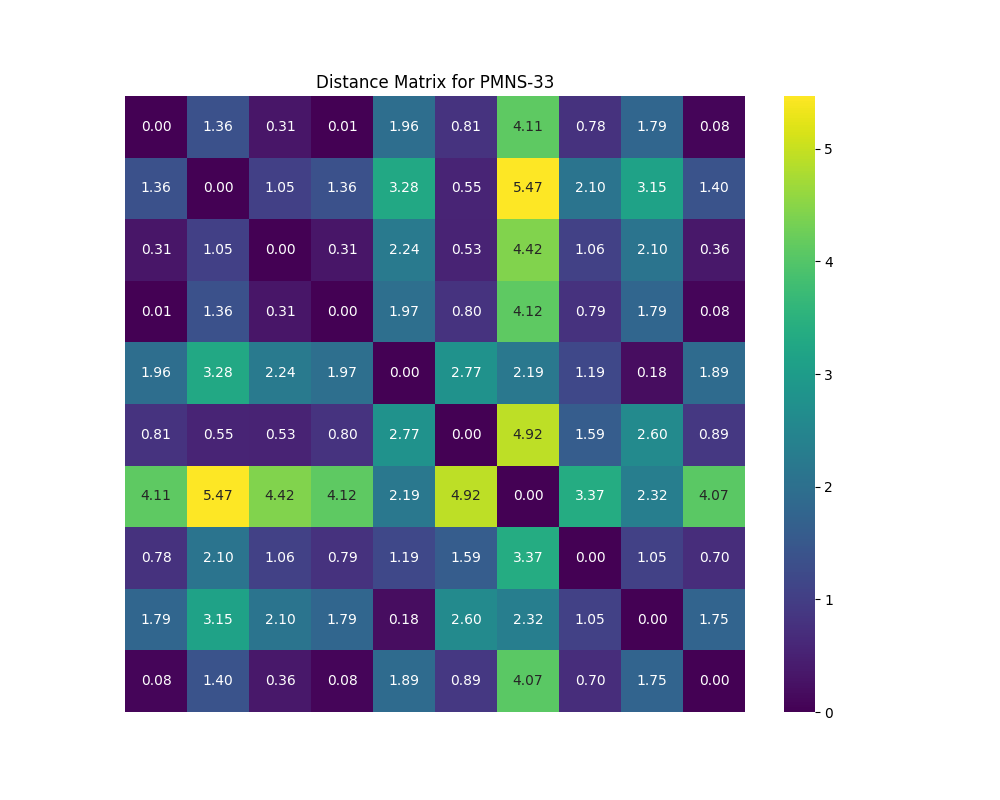 Distance Matrix for PMNS-33
0.00 1.36 0.31 0.01 1.96 0.81 4.11 0.78 1.79 0.08
1.36 0.00 1.05 1.36 3.28 0.55 5.47 2.10 3.15 1.40
0.31 1.05 0.00 0.31 2.24 0.53 4.42 1.06 2.10 0.36
0.01 1.36 0.31 0.00 1.97 0.80 4.12 0.79 1.79 0.08
1.96 3.28 2.24 1.97 0.00 2.77 2.19 1.19 0.18 1.89
0.81 0.55 0.53 0.80 2.77 0.00 4.92 1.59 2.60 0.89
4.11 5.47 4.42 4.12 2.19 4.92 0.00 3.37 2.32 4.07
0.78 2.10 1.06 0.79 1.19 1.59 3.37 0.00 1.05 0.70
1.79 3.15 2.10 1.79 0.18 2.60 2.32 1.05 0.00 1.75
0.08 1.40 0.36 0.08 1.89 0.89 4.07 0.70 1.75 0.00
5
4
3
2
1
0